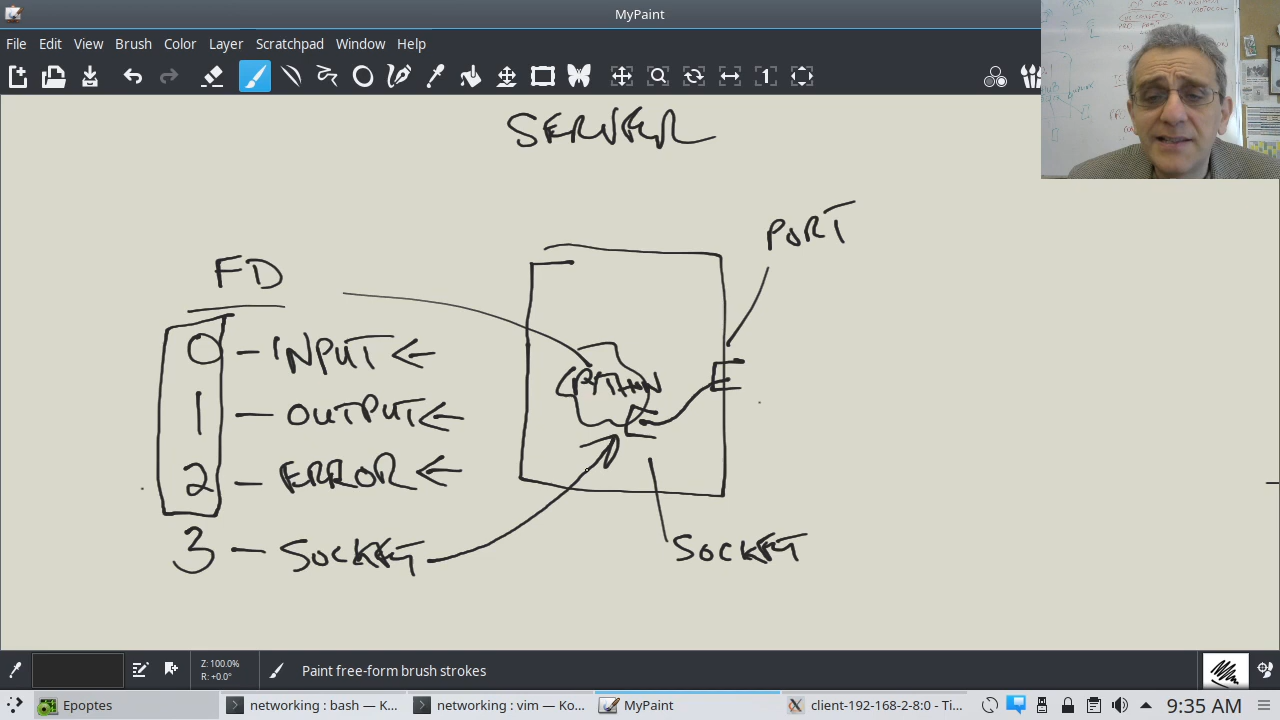 MyPaint
File Edit View Brush Color Layer Scratchpad Window Help
SERVER
PORT
FD
0 - INPUT ←
1 - OUTPUT ←
2 - ERROR ←
3 - SOCKET
PYTHON
SOCKET
Z: 100.0%
R: +0.0°
Paint free-form brush strokes
Epoptes
networking : bash — K...
networking : vim — Ko...
MyPaint
client-192-168-2-8:0 - Ti...
9:35 AM